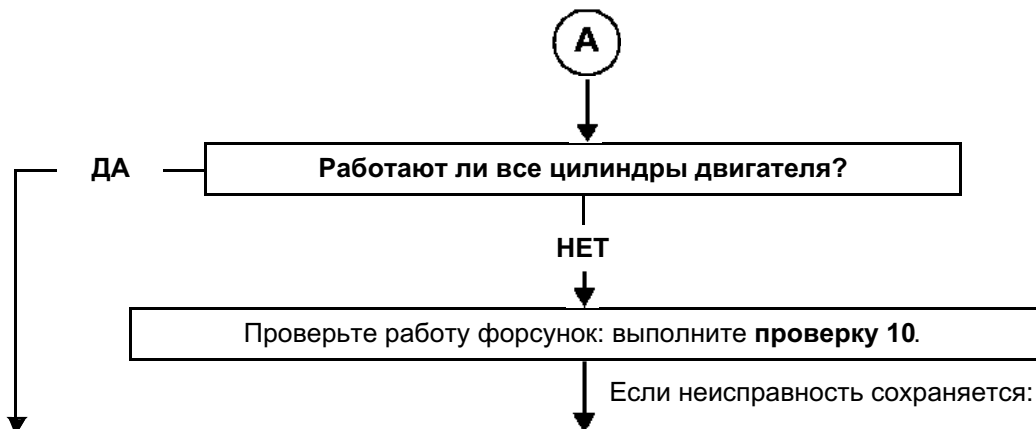 А
ДА
Работают ли все цилиндры двигателя?
НЕТ
Проверьте работу форсунок: выполните проверку 10.
Если неисправность сохраняется: